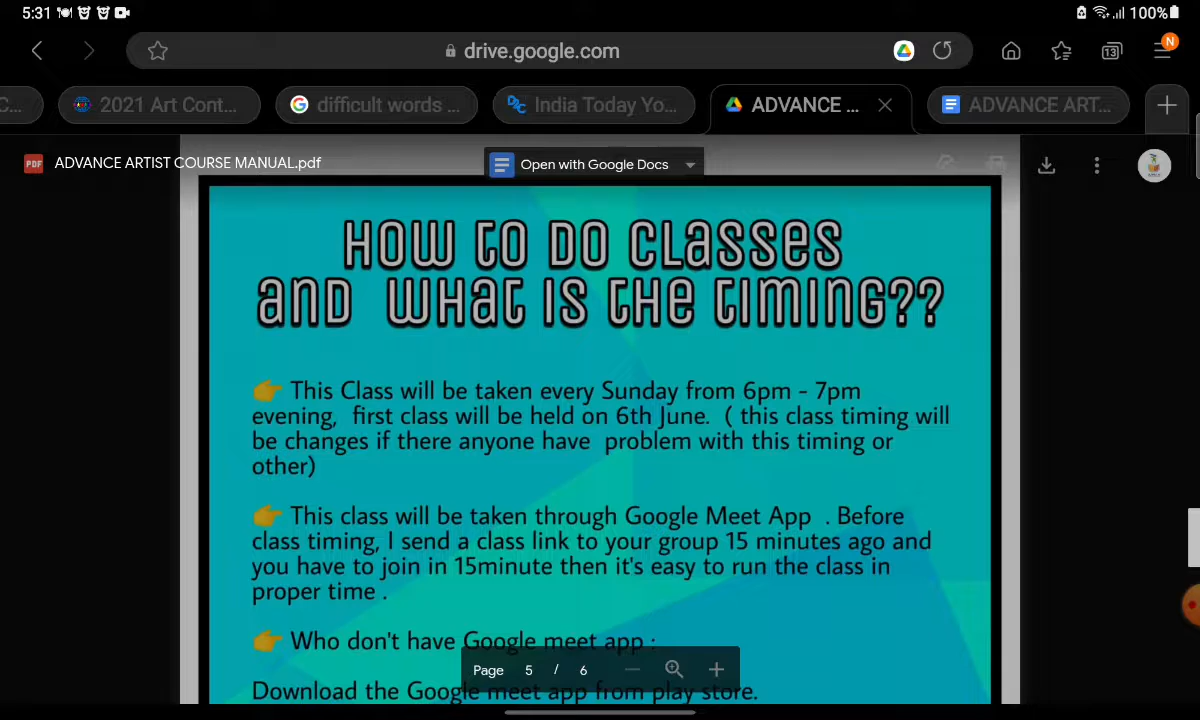 5:31
100%
drive.google.com
13
N
C...
2021 Art Cont...
difficult words ...
India Today Yo...
ADVANCE ...
ADVANCE ART...
PDF
ADVANCE ARTIST COURSE MANUAL.pdf
Open with Google Docs
HOW TO DO CLASSES
AND WHAT IS THE TIMING??
👉 This Class will be taken every Sunday from 6pm - 7pm
evening, first class will be held on 6th June. ( this class timing will
be changes if there anyone have problem with this timing or
other)
👉 This class will be taken through Google Meet App . Before
class timing, I send a class link to your group 15 minutes ago and
you have to join in 15minute then it's easy to run the class in
proper time .
👉 Who don't have Google meet app :
Page 5 / 6
Download the Google meet app from play store.